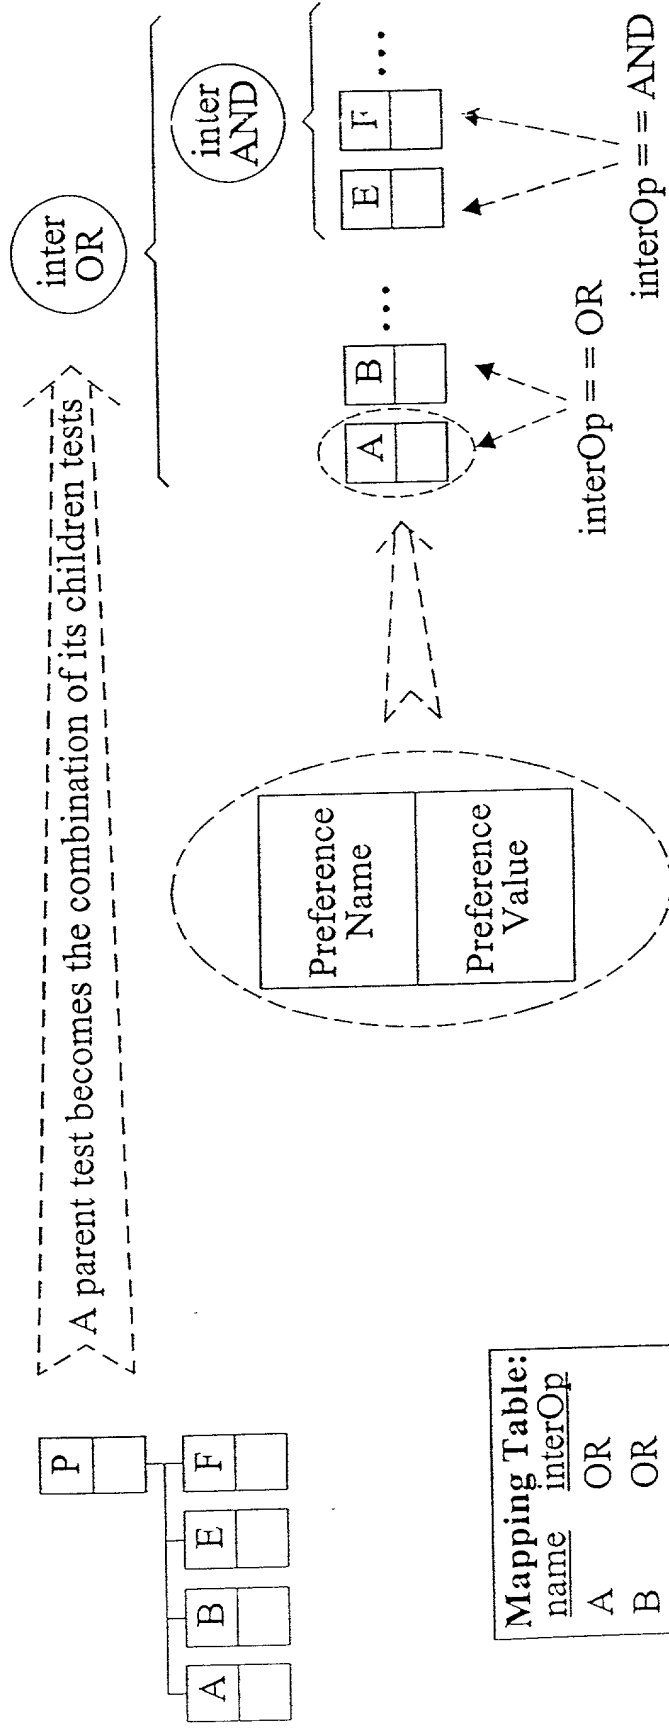 P
A B E F
A parent test becomes the combination of its children tests
inter
OR
inter
AND
A B ... E F ...
interOp == OR
interOp == AND
Preference
Name
Preference
Value
Mapping Table:
name interOp
A OR
B OR